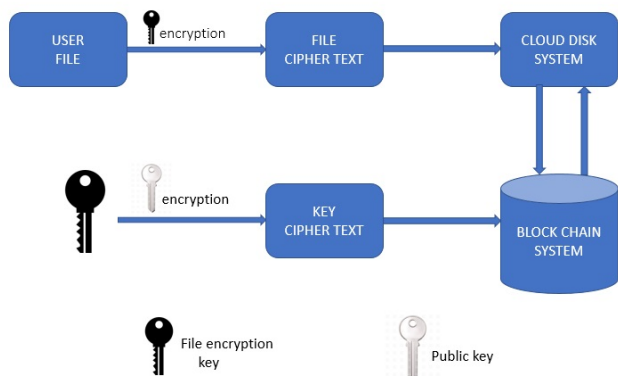 USER
FILE
encryption
FILE
CIPHER TEXT
CLOUD DISK
SYSTEM
encryption
KEY
CIPHER TEXT
BLOCK CHAIN
SYSTEM
File encryption
key
Public key